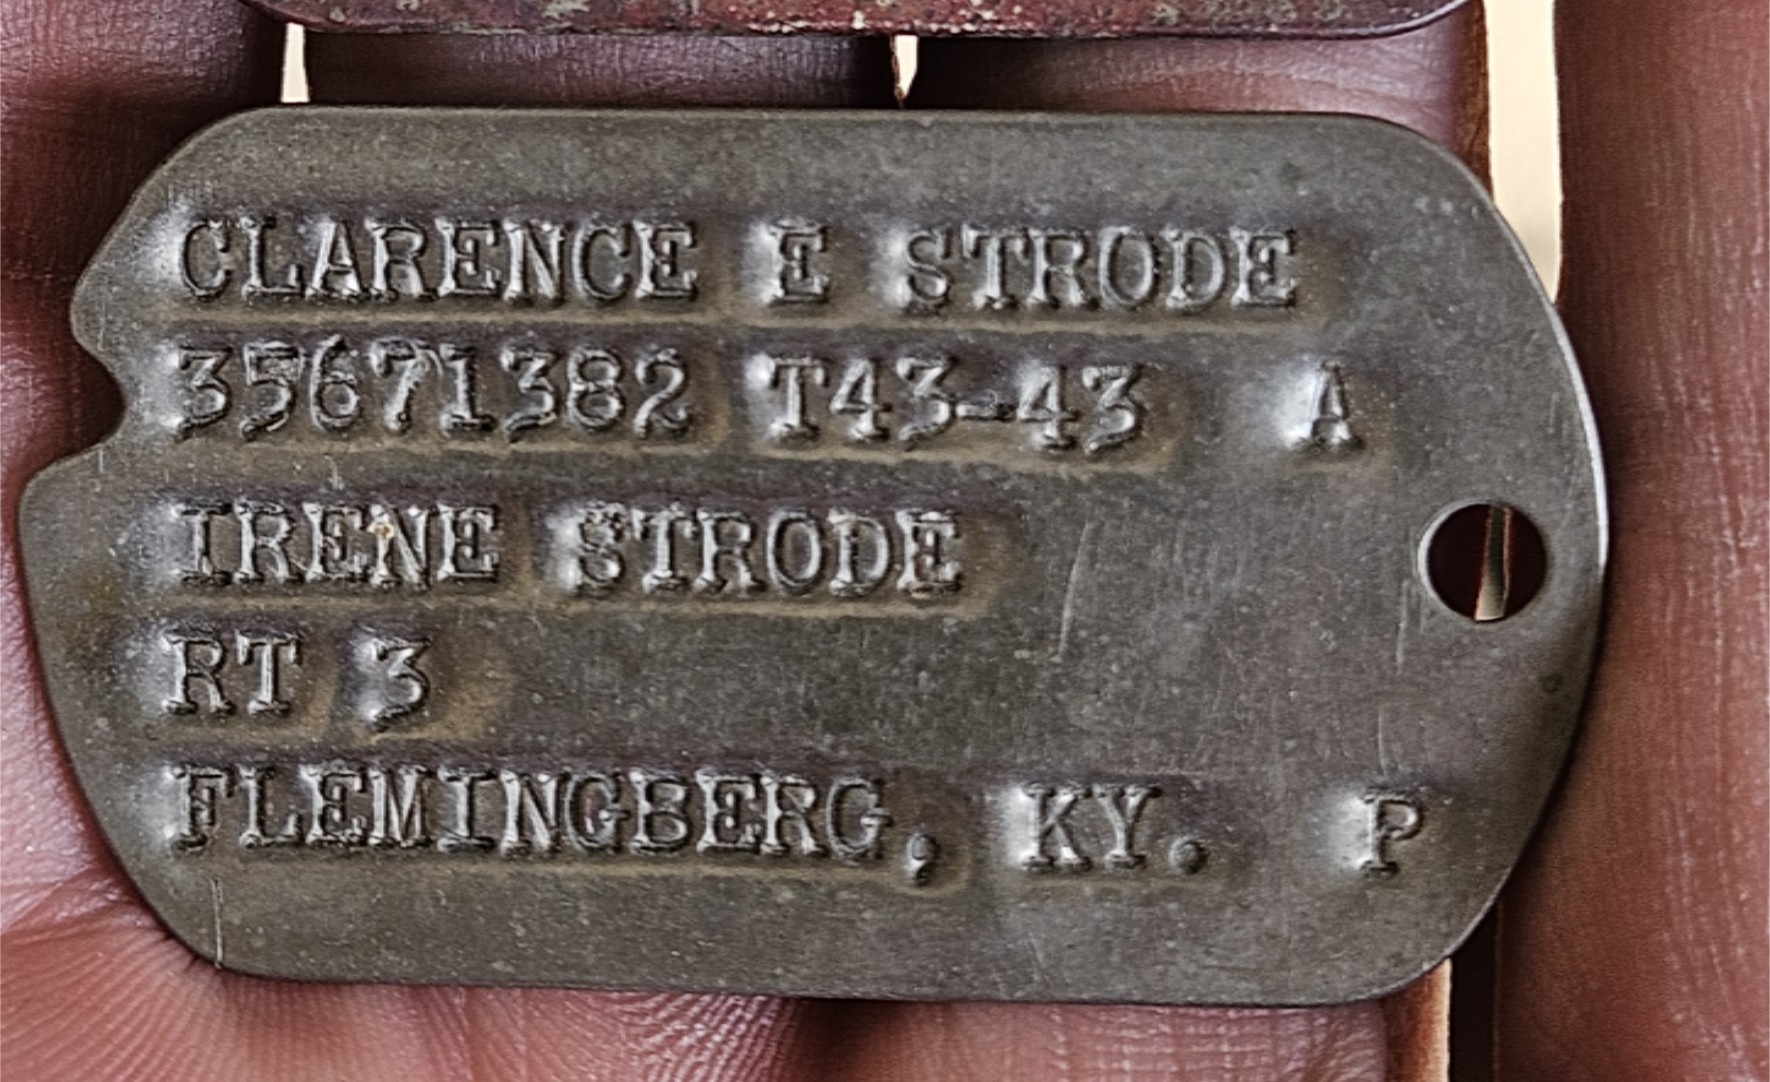 CLARENCE E STRODE
35671382 T43-43 A
IRENE STRODE
RT 3
FLEMINGBERG, KY. P